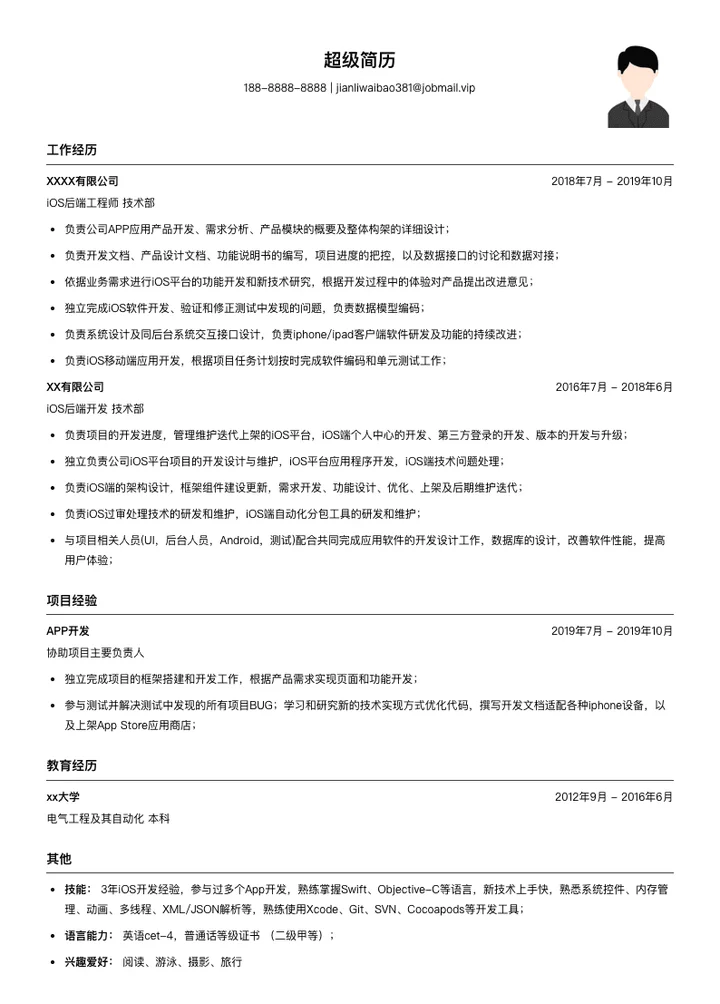 超级简历
188-8888-8888 | jianliwaibao381@jobmail.vip
工作经历
XXXX有限公司 2018年7月 - 2019年10月
iOS后端工程师 技术部
• 负责公司APP应用产品开发、需求分析、产品模块的概要及整体构架的详细设计；
• 负责开发文档、产品设计文档、功能说明书的编写，项目进度的把控，以及数据接口的讨论和数据对接；
• 依据业务需求进行iOS平台的功能开发和新技术研究，根据开发过程中的体验对产品提出改进意见；
• 独立完成iOS软件开发、验证和修正测试中发现的问题，负责数据模型编码；
• 负责系统设计及同后台系统交互接口设计，负责iphone/ipad客户端软件研发及功能的持续改进；
• 负责iOS移动端应用开发，根据项目任务计划按时完成软件编码和单元测试工作；
XX有限公司 2016年7月 - 2018年6月
iOS后端开发 技术部
• 负责项目的开发进度，管理维护迭代上架的iOS平台，iOS端个人中心的开发、第三方登录的开发、版本的开发与升级；
• 独立负责公司iOS平台项目的开发设计与维护，iOS平台应用程序开发，iOS端技术问题处理；
• 负责iOS端的架构设计，框架组件建设更新，需求开发、功能设计、优化、上架及后期维护迭代；
• 负责iOS过审处理技术的研发和维护，iOS端自动化分包工具的研发和维护；
• 与项目相关人员(UI，后台人员，Android，测试)配合共同完成应用软件的开发设计工作，数据库的设计，改善软件性能，提高
用户体验；
项目经验
APP开发 2019年7月 - 2019年10月
协助项目主要负责人
• 独立完成项目的框架搭建和开发工作，根据产品需求实现页面和功能开发；
• 参与测试并解决测试中发现的所有项目BUG；学习和研究新的技术实现方式优化代码，撰写开发文档适配各种iphone设备，以
及上架App Store应用商店；
教育经历
xx大学 2012年9月 - 2016年6月
电气工程及其自动化 本科
其他
• 技能： 3年iOS开发经验，参与过多个App开发，熟练掌握Swift、Objective-C等语言，新技术上手快，熟悉系统控件、内存管
理、动画、多线程、XML/JSON解析等，熟练使用Xcode、Git、SVN、Cocoapods等开发工具；
• 语言能力： 英语cet-4，普通话等级证书 （二级甲等）；
• 兴趣爱好： 阅读、游泳、摄影、旅行